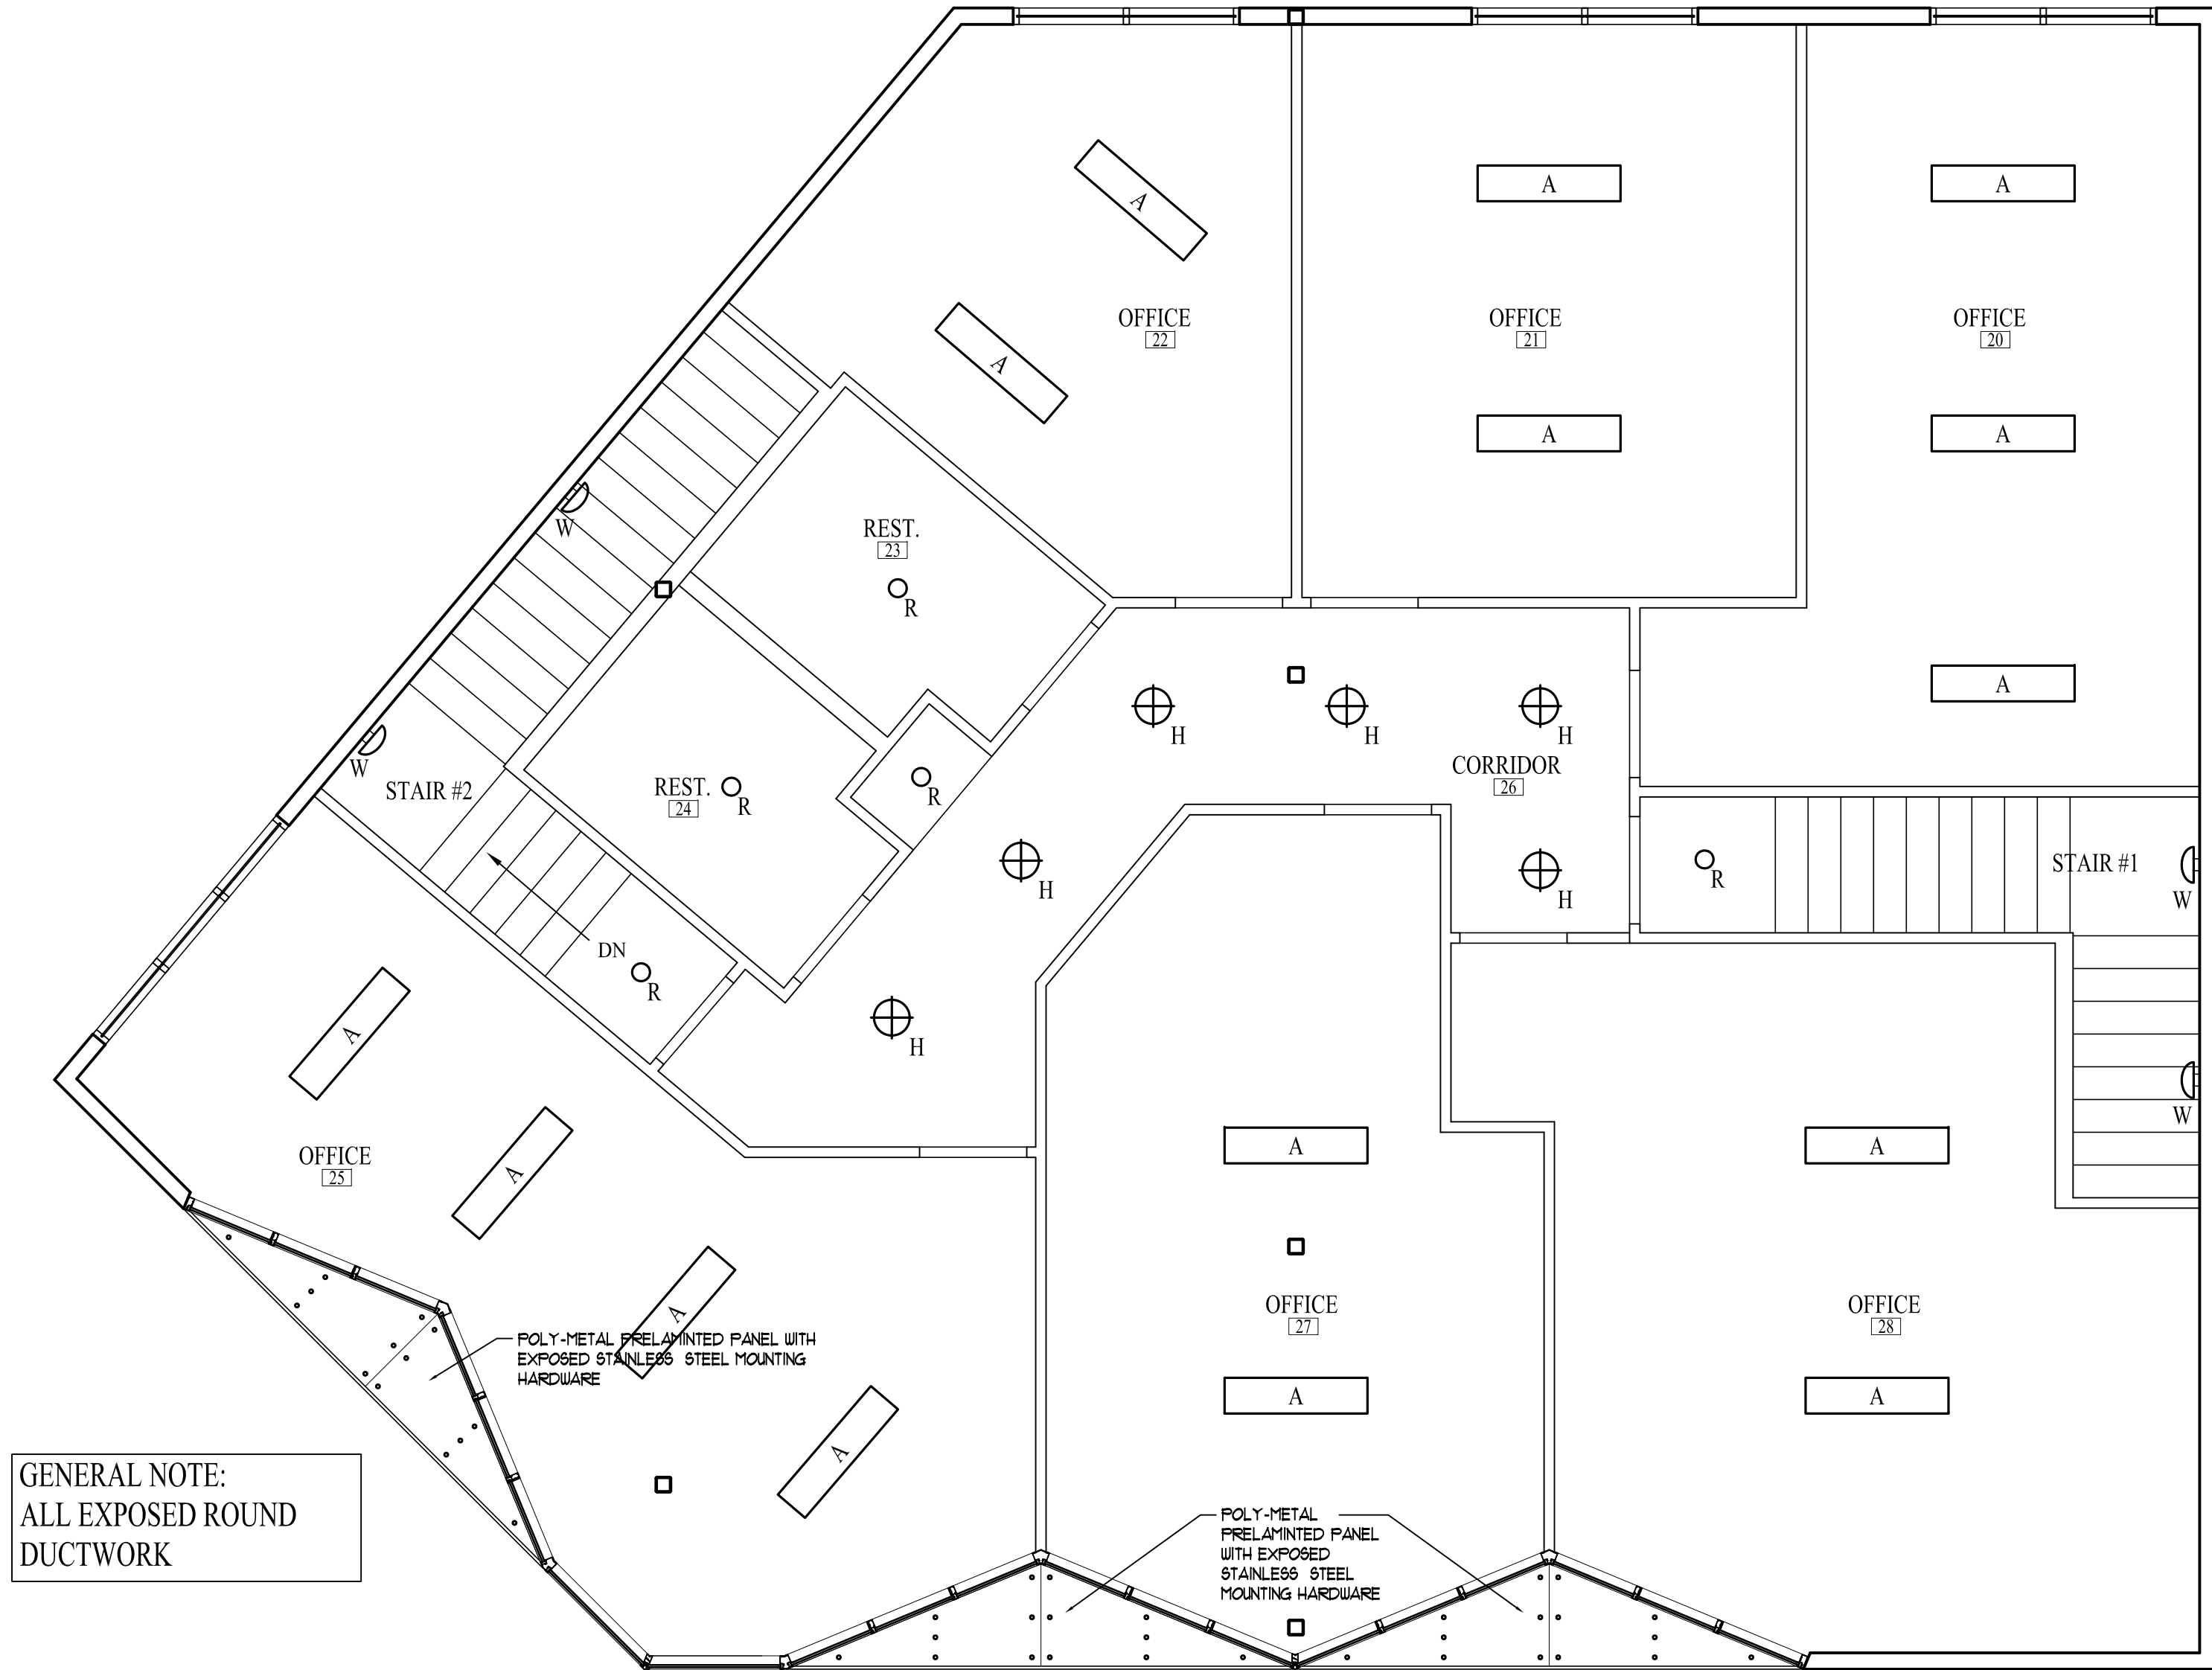 A
A
A
A
A
OFFICE
22
OFFICE
21
OFFICE
20
A
A
W
REST.
23
R
A
H
H
H
W
STAIR #2
REST.
24
R
R
CORRIDOR
26
H
H
R
STAIR #1
W
DN
R
H
A
A
A
A
W
OFFICE
25
A
A
OFFICE
27
OFFICE
28
POLY-METAL PRELAMINTED PANEL WITH
EXPOSED STAINLESS STEEL MOUNTING
HARDWARE
A
A
A
GENERAL NOTE:
ALL EXPOSED ROUND
DUCTWORK
POLY-METAL
PRELAMINTED PANEL
WITH EXPOSED
STAINLESS STEEL
MOUNTING HARDWARE